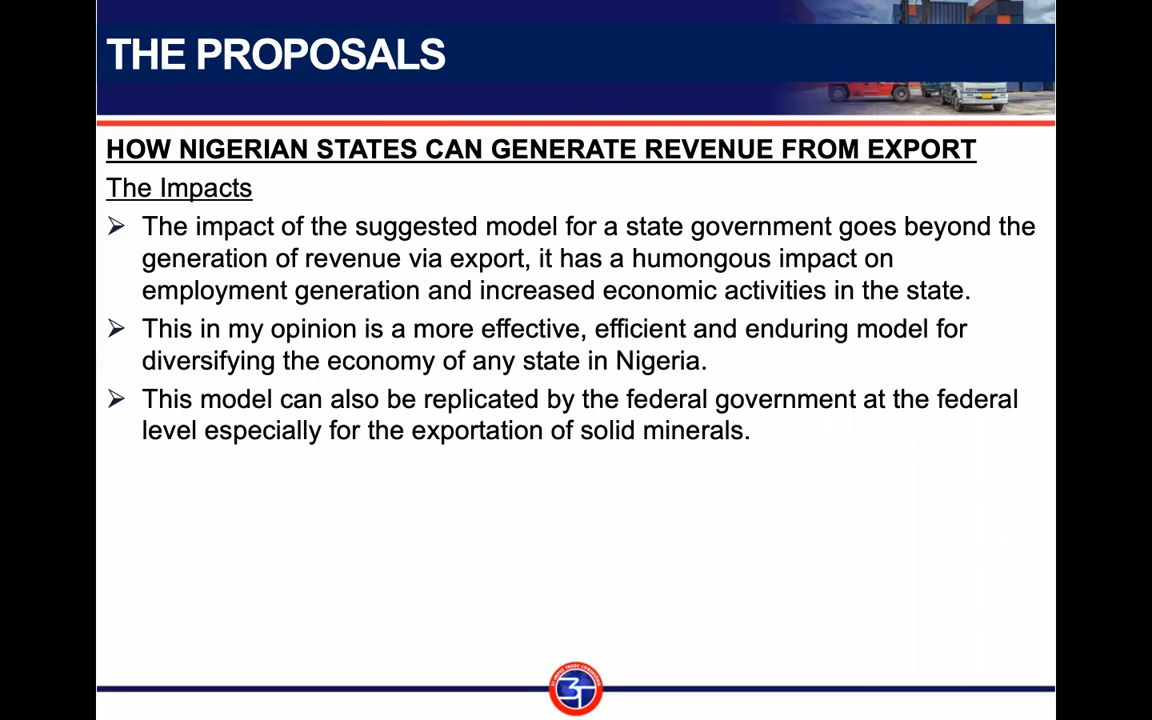 THE PROPOSALS
HOW NIGERIAN STATES CAN GENERATE REVENUE FROM EXPORT
The Impacts
The impact of the suggested model for a state government goes beyond the
generation of revenue via export, it has a humongous impact on
employment generation and increased economic activities in the state.
This in my opinion is a more effective, efficient and enduring model for
diversifying the economy of any state in Nigeria.
This model can also be replicated by the federal government at the federal
level especially for the exportation of solid minerals.